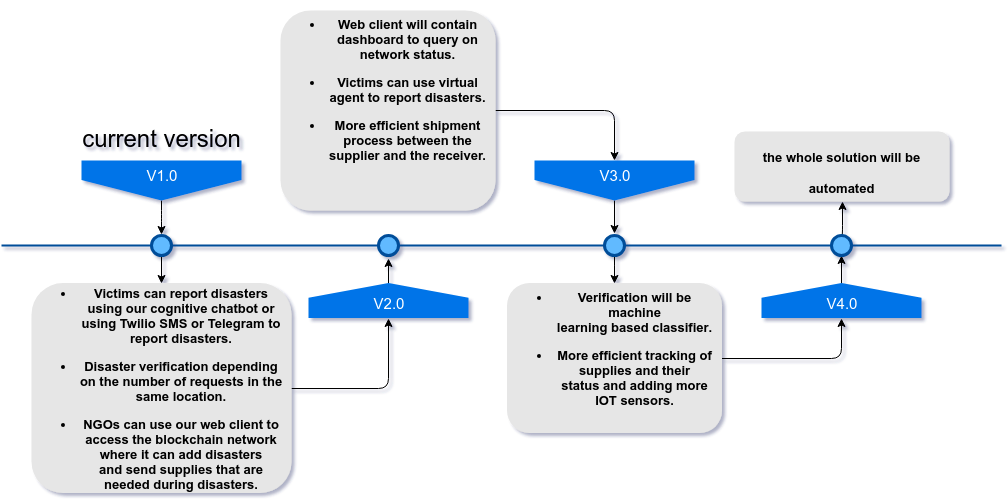 current version
V1.0
• Victims can report disasters
using our cognitive chatbot or
using Twilio SMS or Telegram to
report disasters.
• Disaster verification depending
on the number of requests in the
same location.
• NGOs can use our web client to
access the blockchain network
where it can add disasters
and send supplies that are
needed during disasters.
V2.0
• Web client will contain
dashboard to query on
network status.
• Victims can use virtual
agent to report disasters.
• More efficient shipment
process between the
supplier and the receiver.
V3.0
• Verification will be
machine
learning based classifier.
• More efficient tracking of
supplies and their
status and adding more
IOT sensors.
V4.0
the whole solution will be
automated